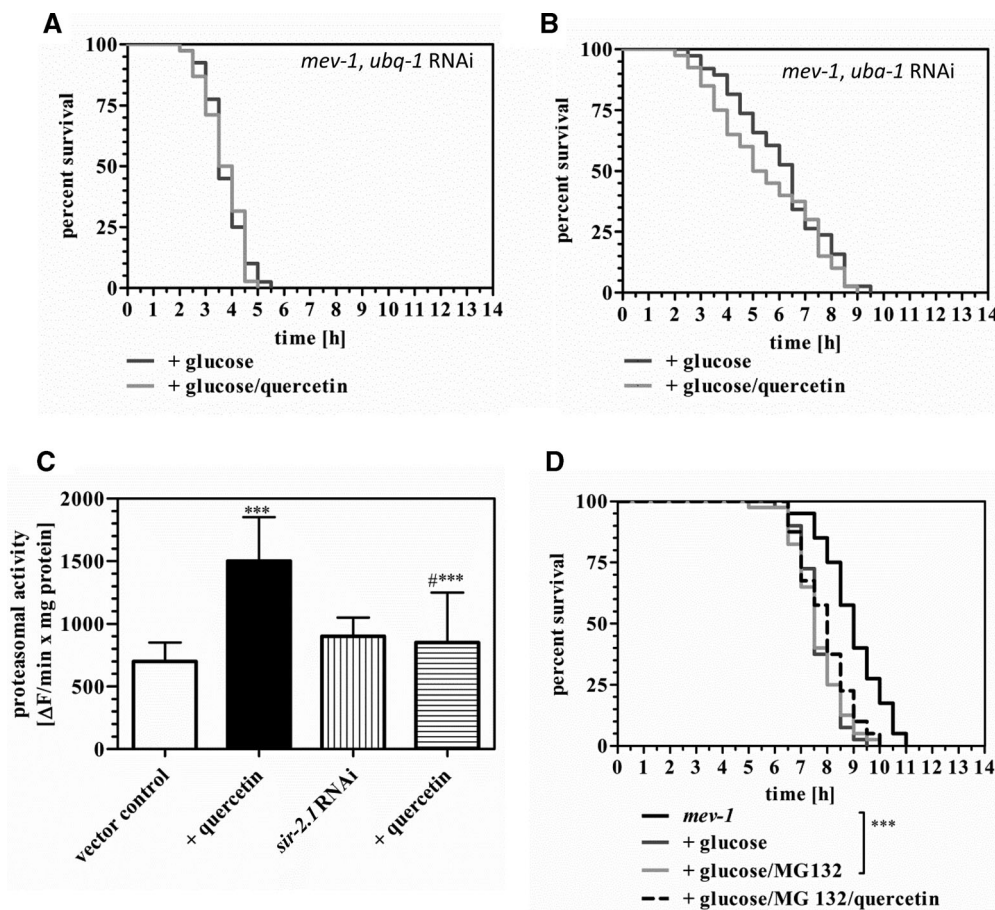 A
mev-1, ubq-1 RNAi
percent survival
100
75
50
25
0
0 1 2 3 4 5 6 7 8 9 10 11 12 13 14
time [h]
+ glucose
+ glucose/quercetin
B
mev-1, uba-1 RNAi
percent survival
100
75
50
25
0
0 1 2 3 4 5 6 7 8 9 10 11 12 13 14
time [h]
+ glucose
+ glucose/quercetin
C
proteasomal activity
[ΔF/min x mg protein]
2000
1500
1000
500
0
***
#***
vector control
+ quercetin
sir-2.1 RNAi
+ quercetin
D
percent survival
100
75
50
25
0
0 1 2 3 4 5 6 7 8 9 10 11 12 13 14
time [h]
mev-1
+ glucose
+ glucose/MG132
+ glucose/MG 132/quercetin
***